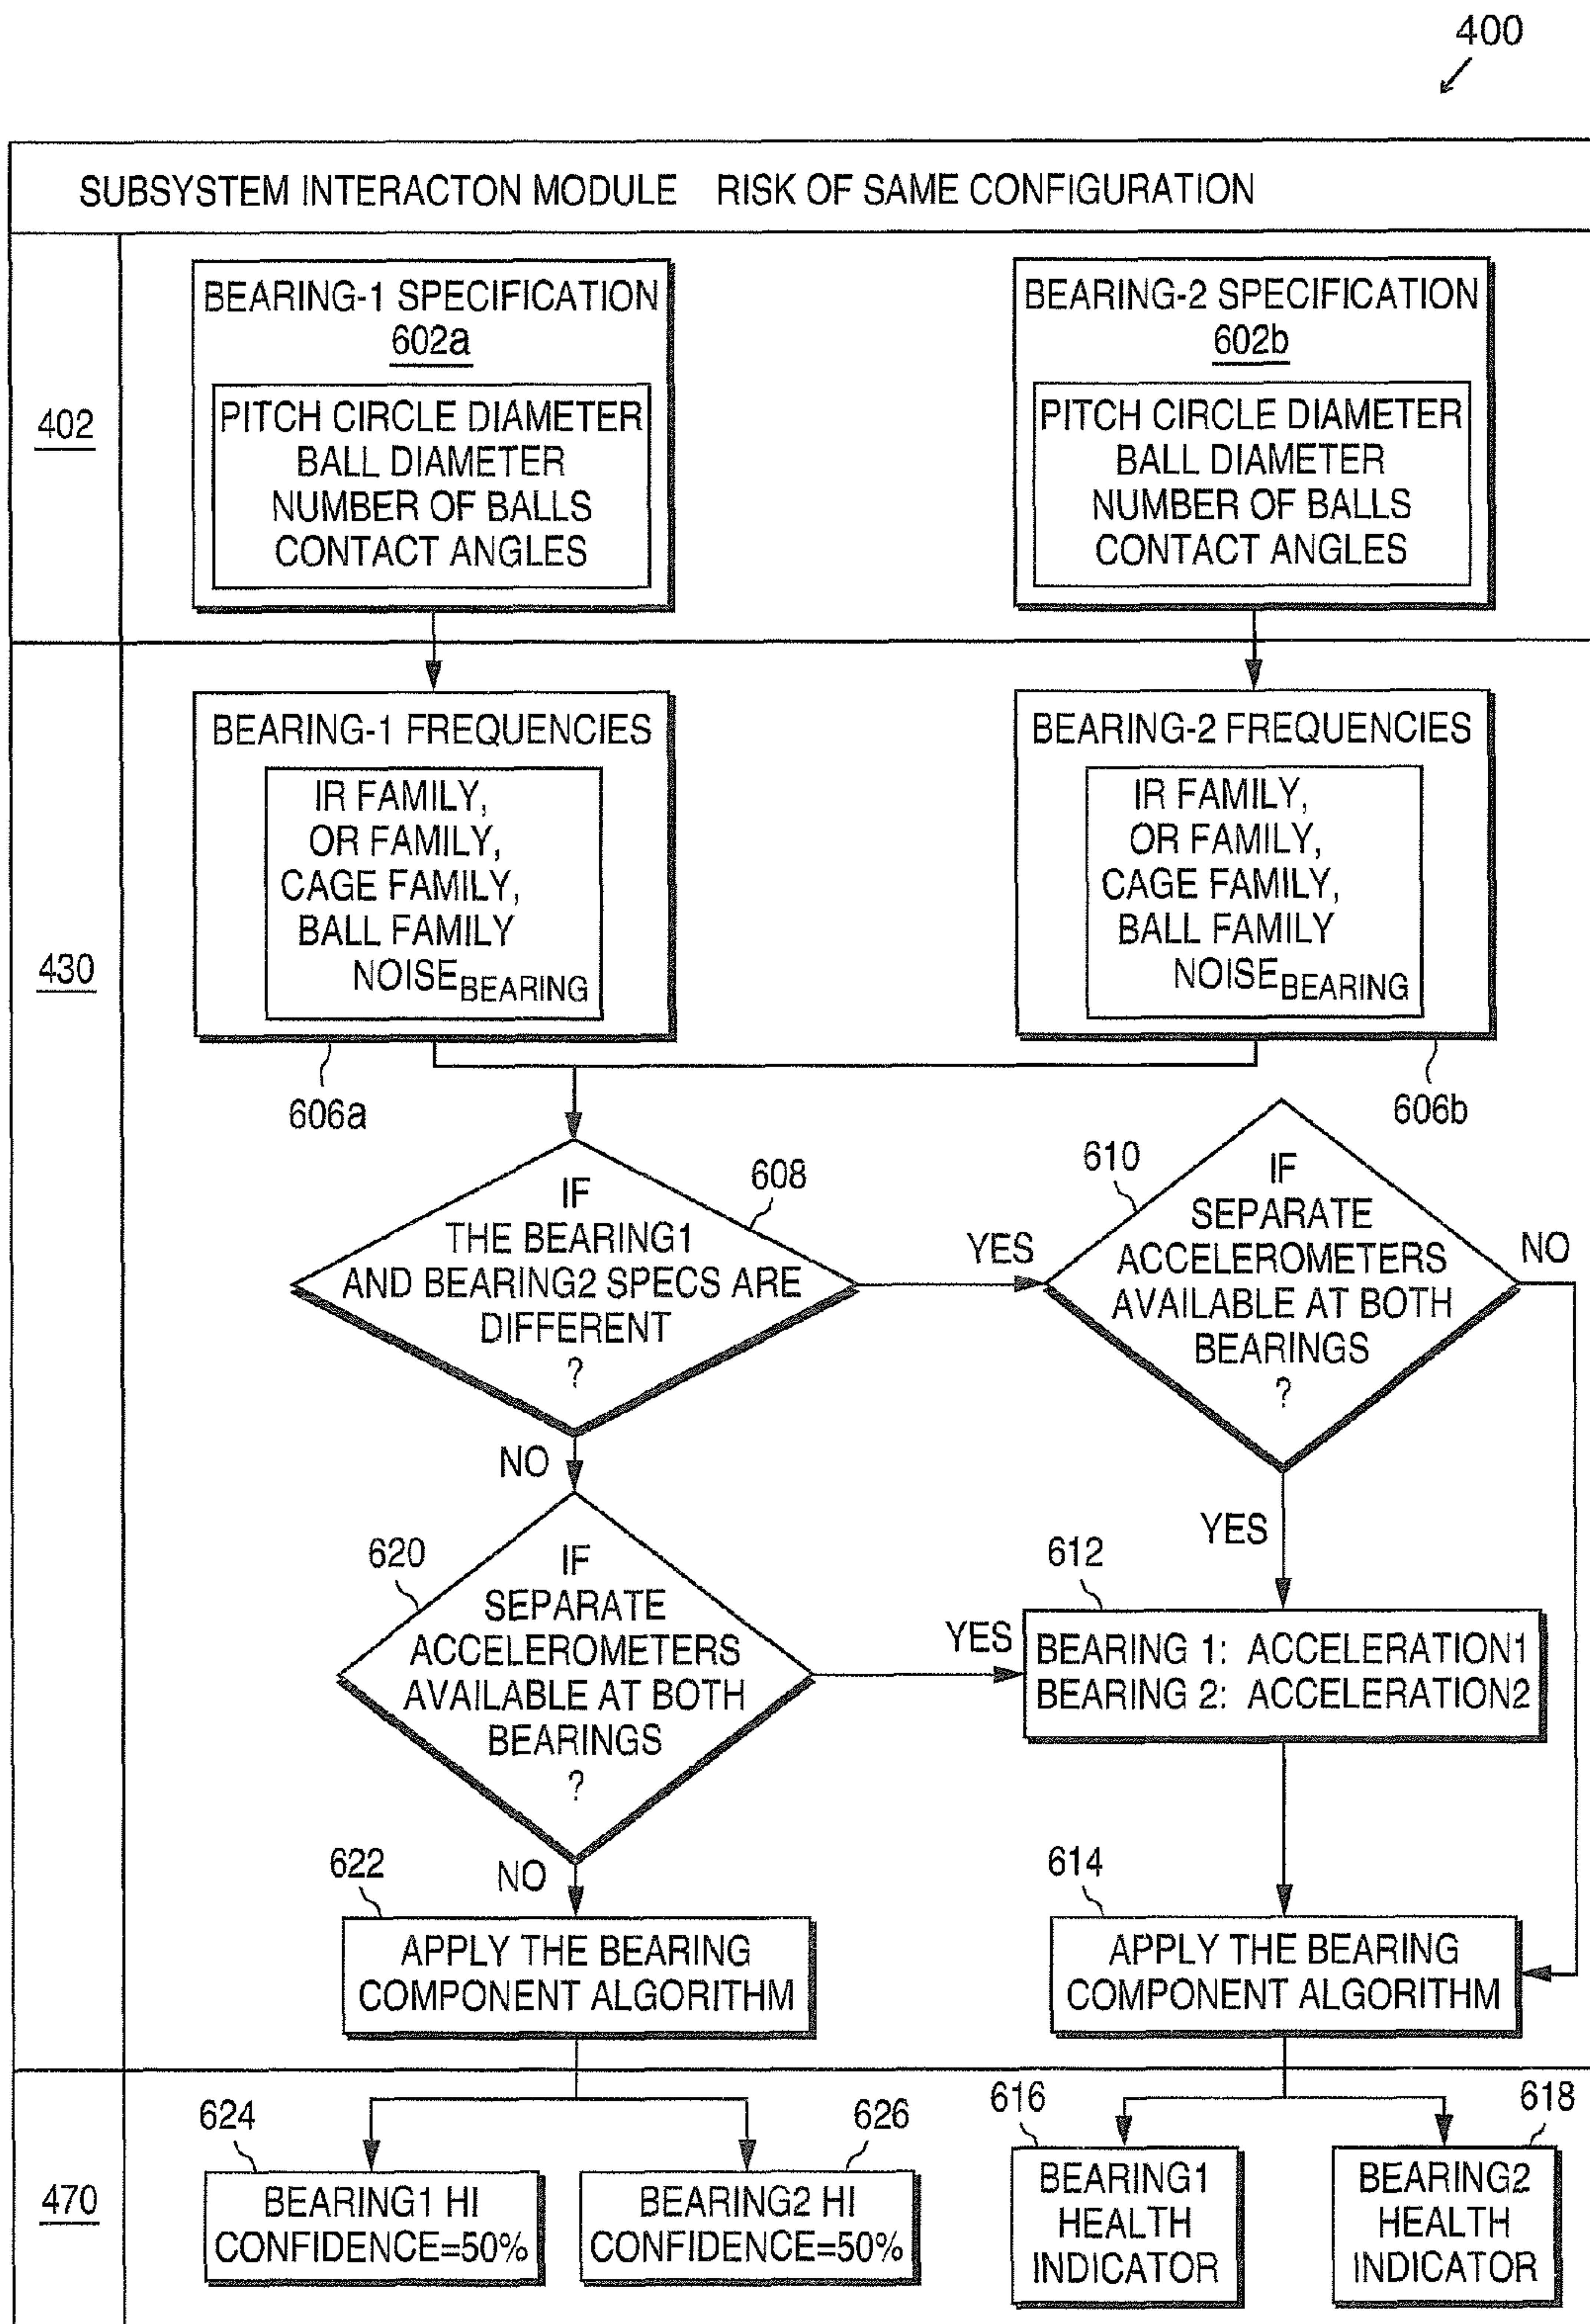 400
SUBSYSTEM INTERACTON MODULE RISK OF SAME CONFIGURATION
402
BEARING-1 SPECIFICATION
602a
PITCH CIRCLE DIAMETER
BALL DIAMETER
NUMBER OF BALLS
CONTACT ANGLES
BEARING-2 SPECIFICATION
602b
PITCH CIRCLE DIAMETER
BALL DIAMETER
NUMBER OF BALLS
CONTACT ANGLES
430
BEARING-1 FREQUENCIES
IR FAMILY,
OR FAMILY,
CAGE FAMILY,
BALL FAMILY
NOISEBEARING
606a
BEARING-2 FREQUENCIES
IR FAMILY,
OR FAMILY,
CAGE FAMILY,
BALL FAMILY
NOISEBEARING
606b
608
IF
THE BEARING1
AND BEARING2 SPECS ARE
DIFFERENT
?
YES
NO
610
IF
SEPARATE
ACCELEROMETERS
AVAILABLE AT BOTH
BEARINGS
?
NO
YES
620
IF
SEPARATE
ACCELEROMETERS
AVAILABLE AT BOTH
BEARINGS
?
YES
NO
612
BEARING 1: ACCELERATION1
BEARING 2: ACCELERATION2
622
APPLY THE BEARING
COMPONENT ALGORITHM
614
APPLY THE BEARING
COMPONENT ALGORITHM
470
624
BEARING1 HI
CONFIDENCE=50%
626
BEARING2 HI
CONFIDENCE=50%
616
BEARING1
HEALTH
INDICATOR
618
BEARING2
HEALTH
INDICATOR